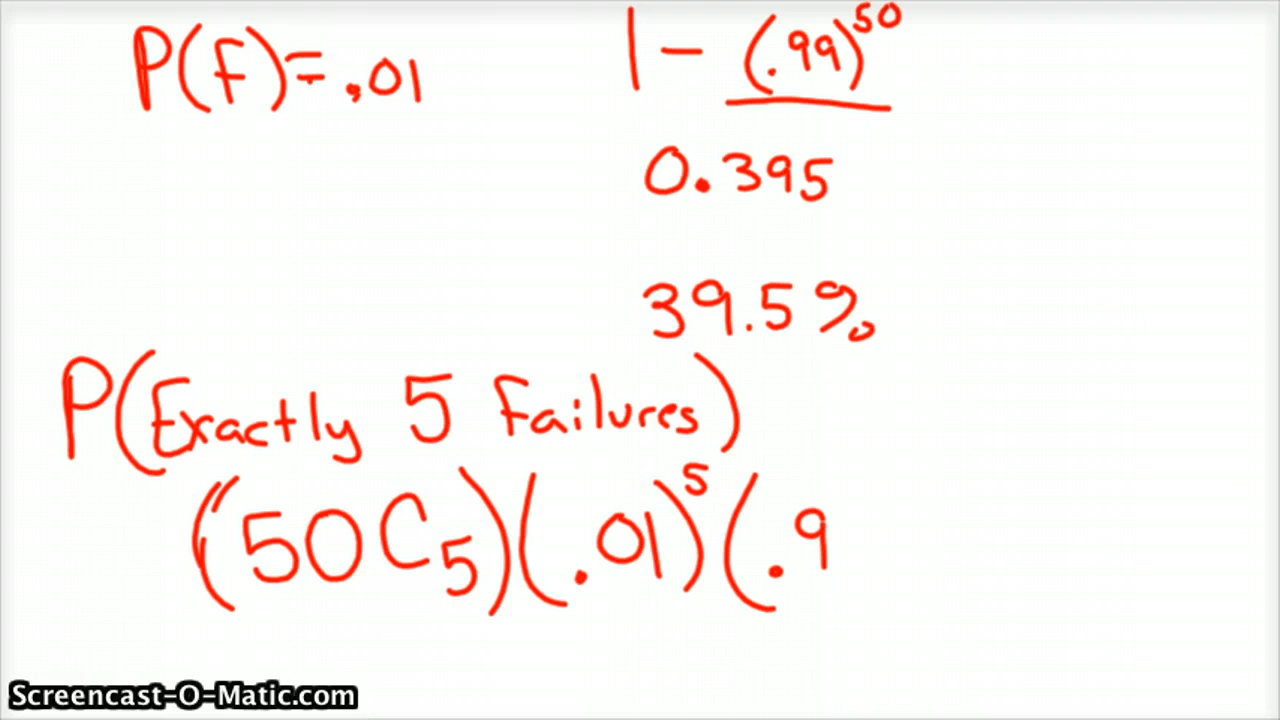 P(F)=.01
1-(.99)^50
0.395
39.5%
P(Exactly 5 Failures)
(50C5)(.01)^5(.9
Screencast-O-Matic.com